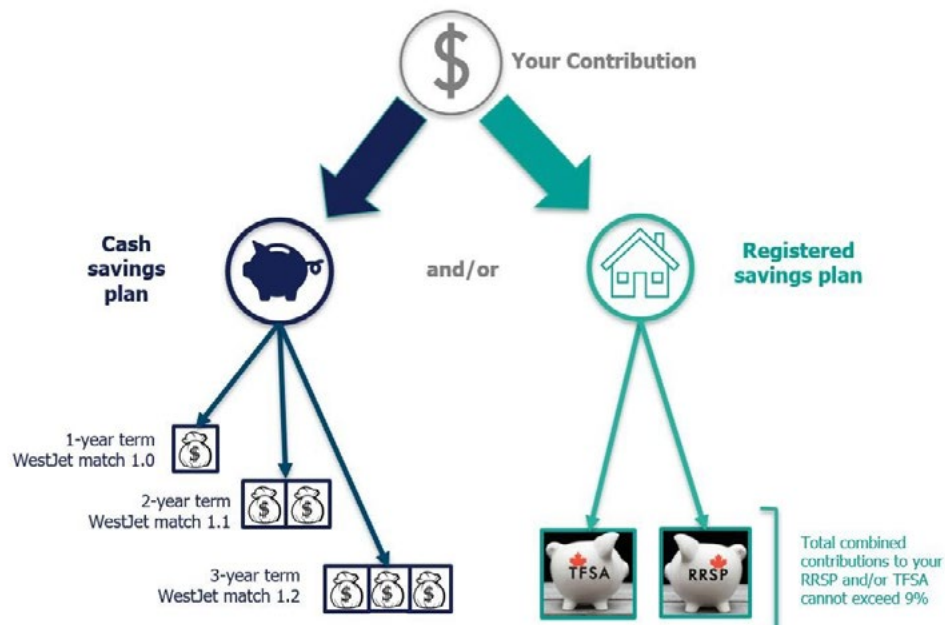 $
Your Contribution
Cash
savings
plan
and/or
Registered
savings plan
1-year term
WestJet match 1.0
$
2-year term
WestJet match 1.1
$ $
3-year term
WestJet match 1.2
$ $ $
TFSA
RRSP
Total combined
contributions to your
RRSP and/or TFSA
cannot exceed 9%